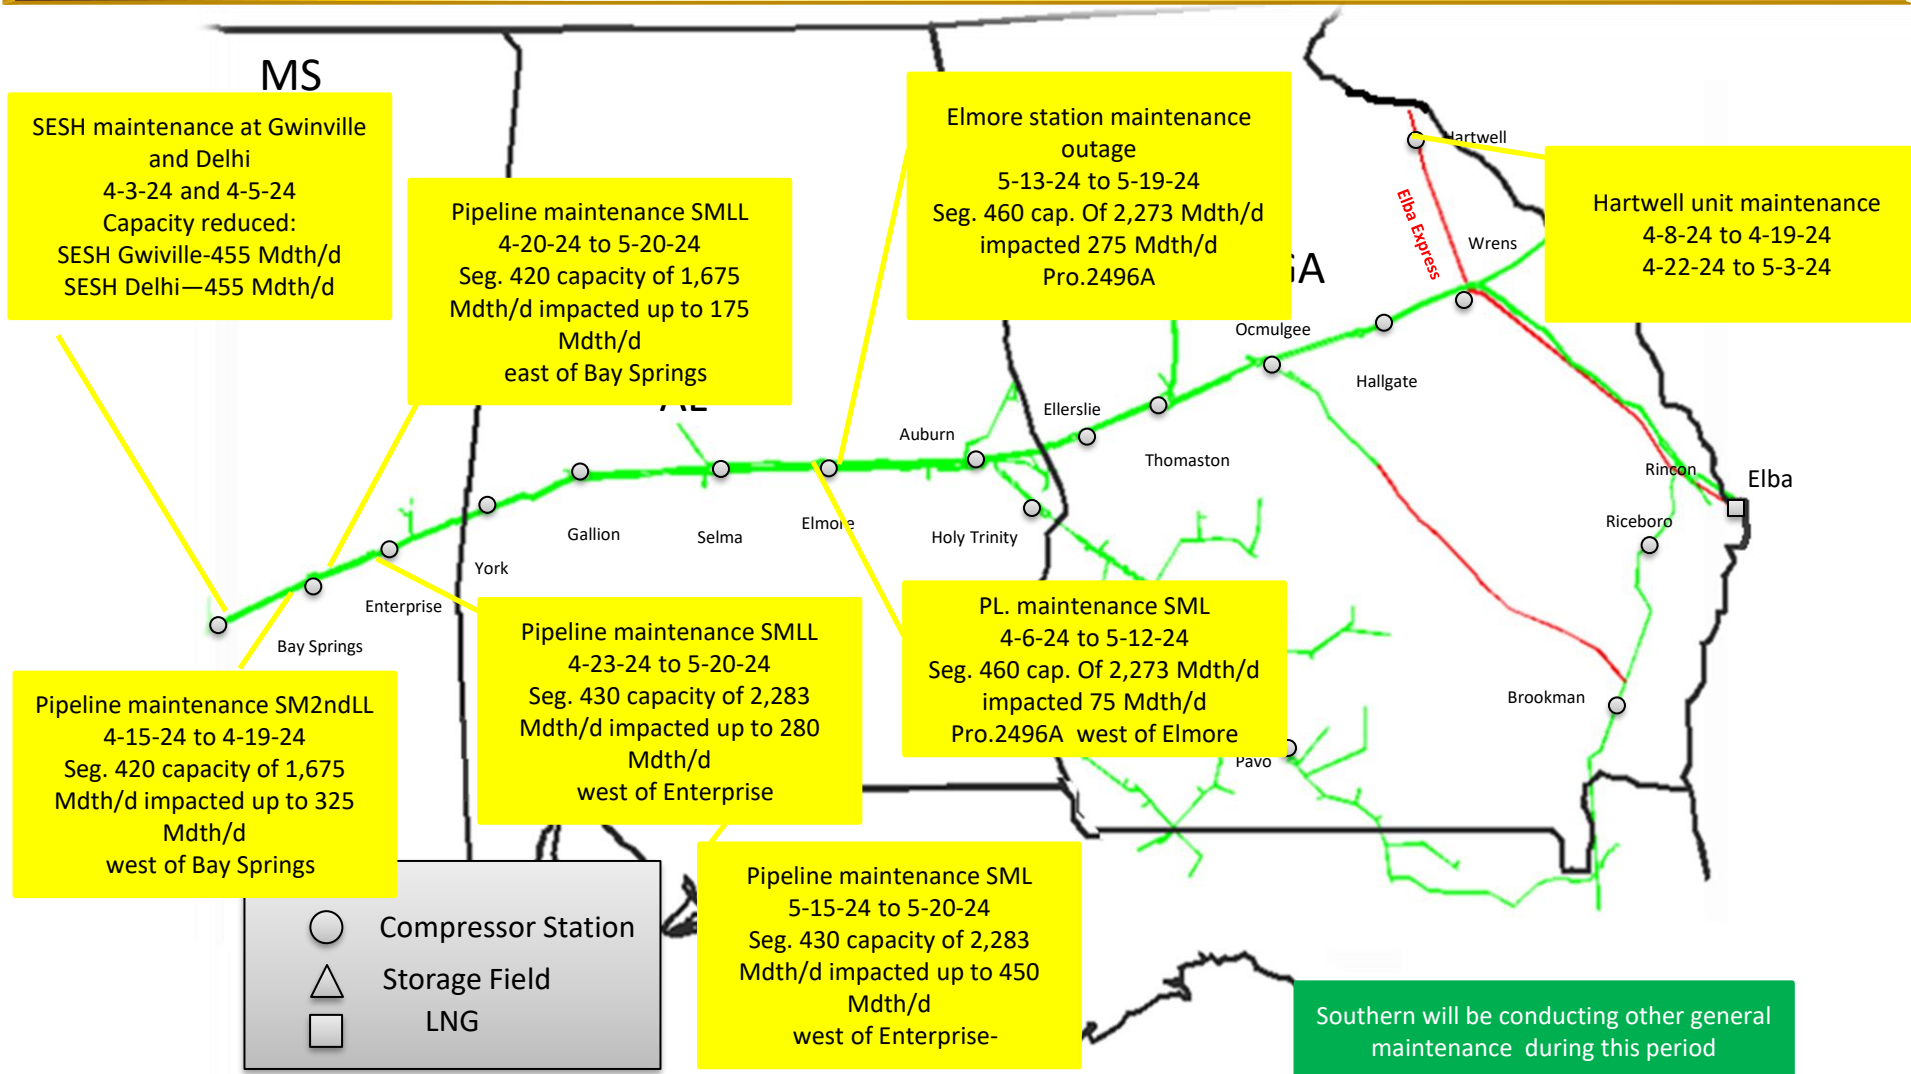 MS
SESH maintenance at Gwinville
and Delhi
4-3-24 and 4-5-24
Capacity reduced:
SESH Gwiville-455 Mdth/d
SESH Delhi—455 Mdth/d
Pipeline maintenance SMLL
4-20-24 to 5-20-24
Seg. 420 capacity of 1,675
Mdth/d impacted up to 175
Mdth/d
east of Bay Springs
Elmore station maintenance
outage
5-13-24 to 5-19-24
Seg. 460 cap. Of 2,273 Mdth/d
impacted 275 Mdth/d
Pro.2496A
Hartwell
Hartwell unit maintenance
4-8-24 to 4-19-24
4-22-24 to 5-3-24
Elba Express
Wrens
GA
AL
Ocmulgee
Hallgate
Ellerslie
Auburn
Thomaston
Rincon
Elba
Riceboro
Gallion
Selma
Elmore
Holy Trinity
York
Enterprise
Bay Springs
Brookman
Pavo
Pipeline maintenance SM2ndLL
4-15-24 to 4-19-24
Seg. 420 capacity of 1,675
Mdth/d impacted up to 325
Mdth/d
west of Bay Springs
Pipeline maintenance SMLL
4-23-24 to 5-20-24
Seg. 430 capacity of 2,283
Mdth/d impacted up to 280
Mdth/d
west of Enterprise
PL. maintenance SML
4-6-24 to 5-12-24
Seg. 460 cap. Of 2,273 Mdth/d
impacted 75 Mdth/d
Pro.2496A west of Elmore
Pipeline maintenance SML
5-15-24 to 5-20-24
Seg. 430 capacity of 2,283
Mdth/d impacted up to 450
Mdth/d
west of Enterprise-
Compressor Station
Storage Field
LNG
Southern will be conducting other general
maintenance during this period